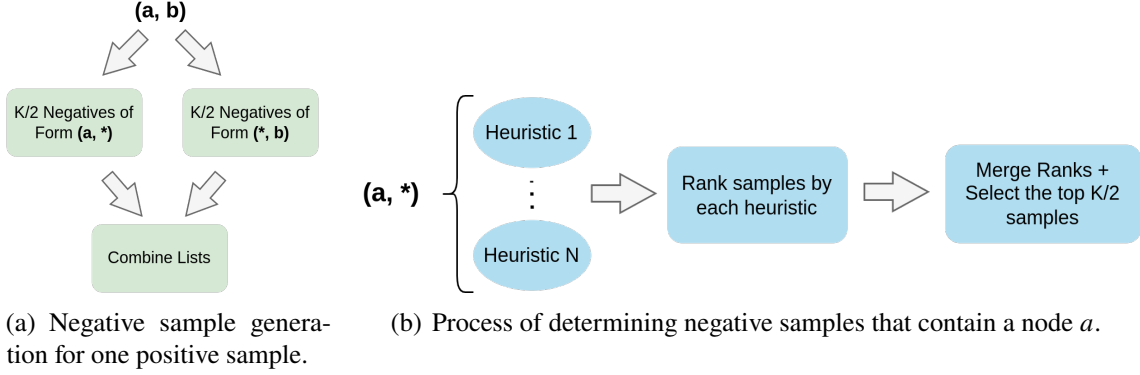 (a, b)
K/2 Negatives of
Form (a, *)
K/2 Negatives of
Form (*, b)
Combine Lists
(a) Negative sample genera-
tion for one positive sample.
(a, *)
Heuristic 1
Heuristic N
Rank samples by
each heuristic
Merge Ranks +
Select the top K/2
samples
(b) Process of determining negative samples that contain a node a.